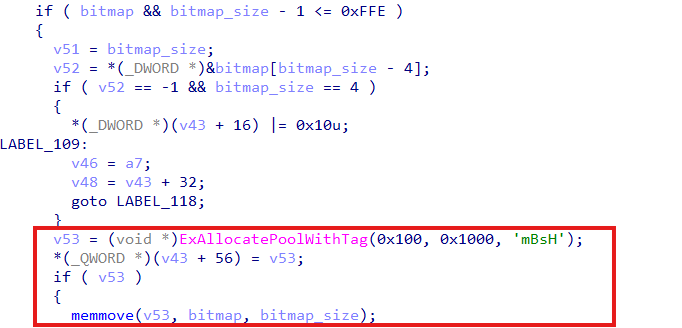 if ( bitmap && bitmap_size - 1 <= 0xFFE )
{
v51 = bitmap_size;
v52 = *(_DWORD *)&bitmap[bitmap_size - 4];
if ( v52 == -1 && bitmap_size == 4 )
{
*(_DWORD *)(v43 + 16) |= 0x10u;
LABEL_109:
v46 = a7;
v48 = v43 + 32;
goto LABEL_118;
}
v53 = (void *)ExAllocatePoolWithTag(0x100, 0x1000, 'mBsH');
*(_QWORD *)(v43 + 56) = v53;
if ( v53 )
{
memmove(v53, bitmap, bitmap_size);